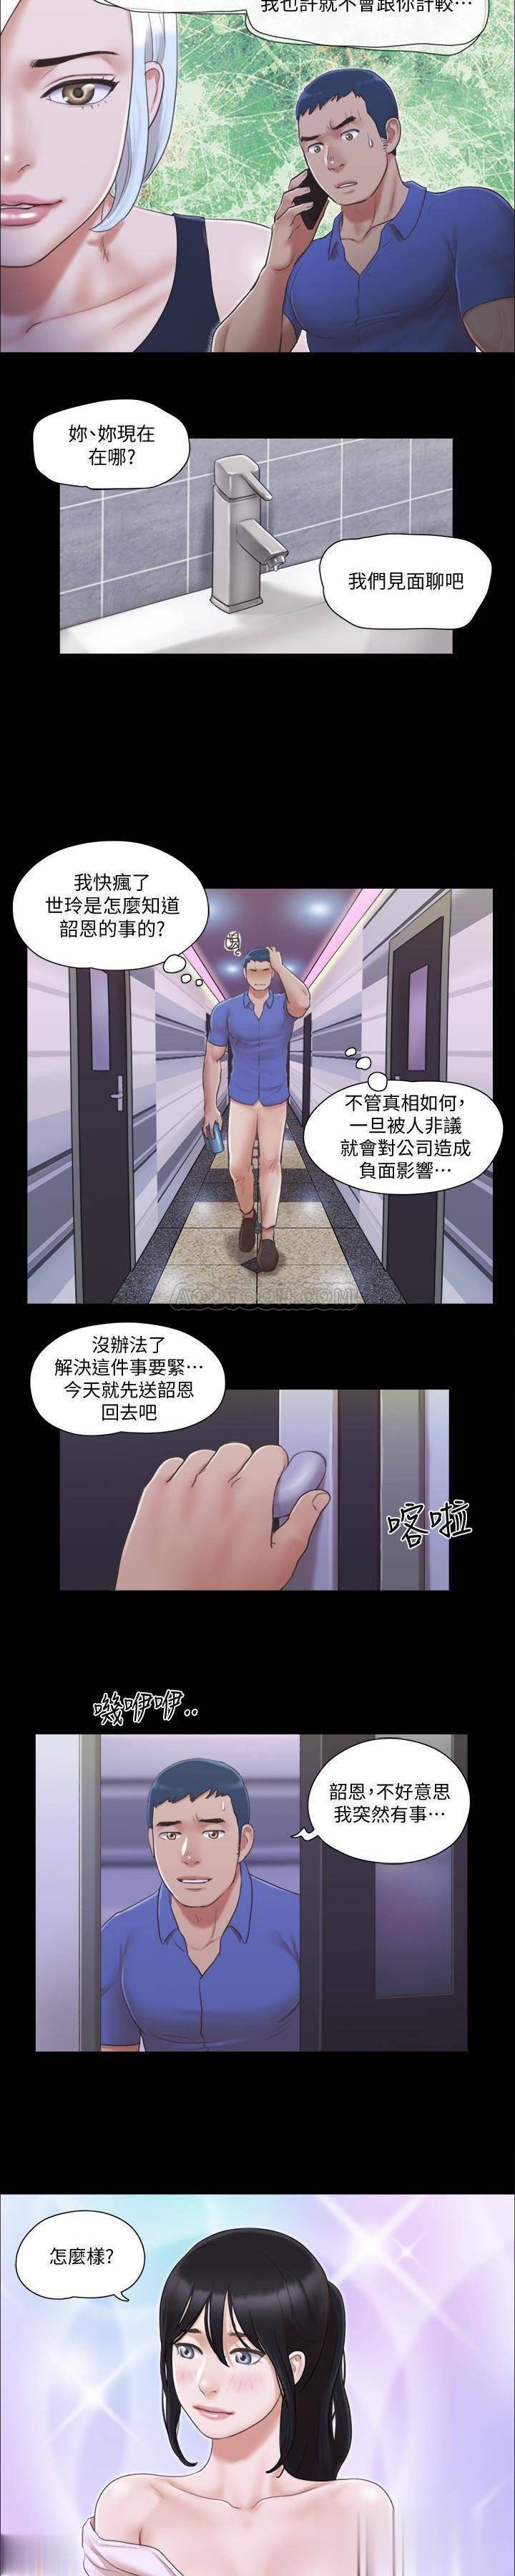 我也許就不會跟你計較⋯
妳、妳現在
在哪?
我們見面聊吧
我快瘋了
世玲是怎麼知道
韶恩的事的?
不管真相如何,
一旦被人非議
就會對公司造成
負面影響⋯
沒辦法了
解決這件事要緊⋯
今天就先送韶恩
回去吧
喀啦
嘰咿咿..
韶恩,不好意思
我突然有事⋯
怎麼樣?